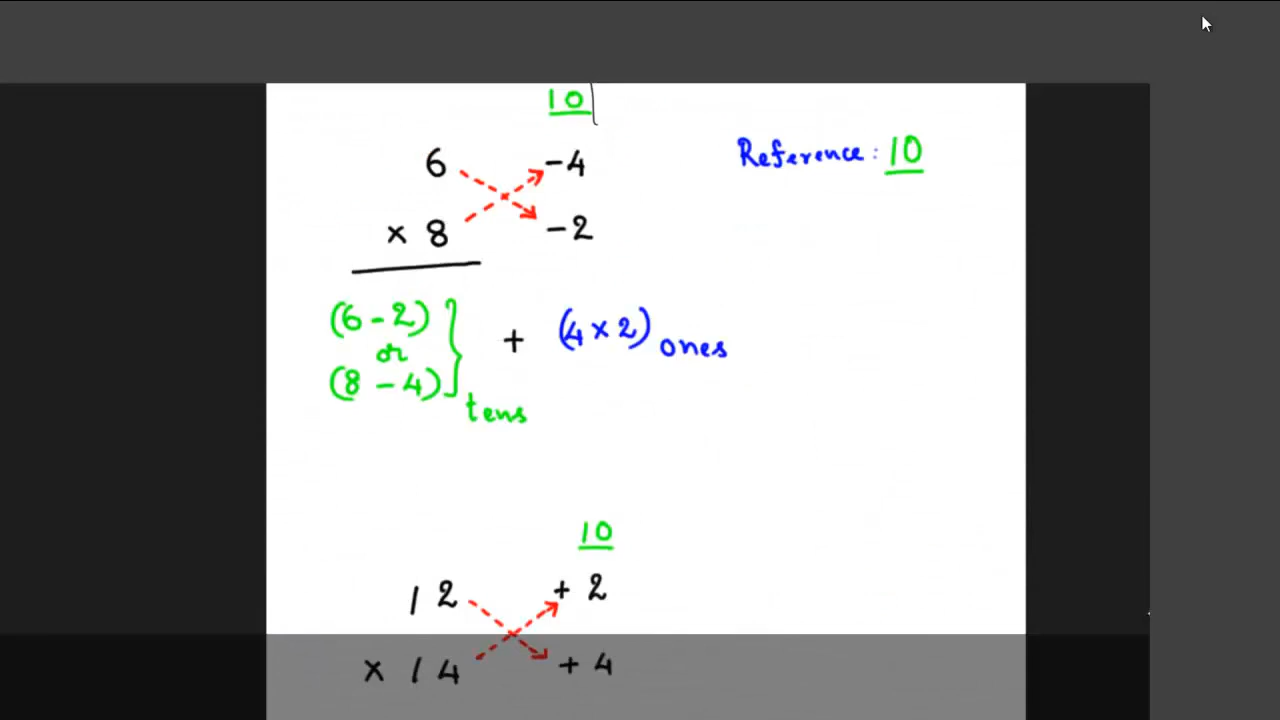 10
6 -4
Reference: 10
× 8 -2
(6 - 2)
or
(8 - 4)
tens
+ (4 × 2) ones
10
12 + 2
× 14 + 4